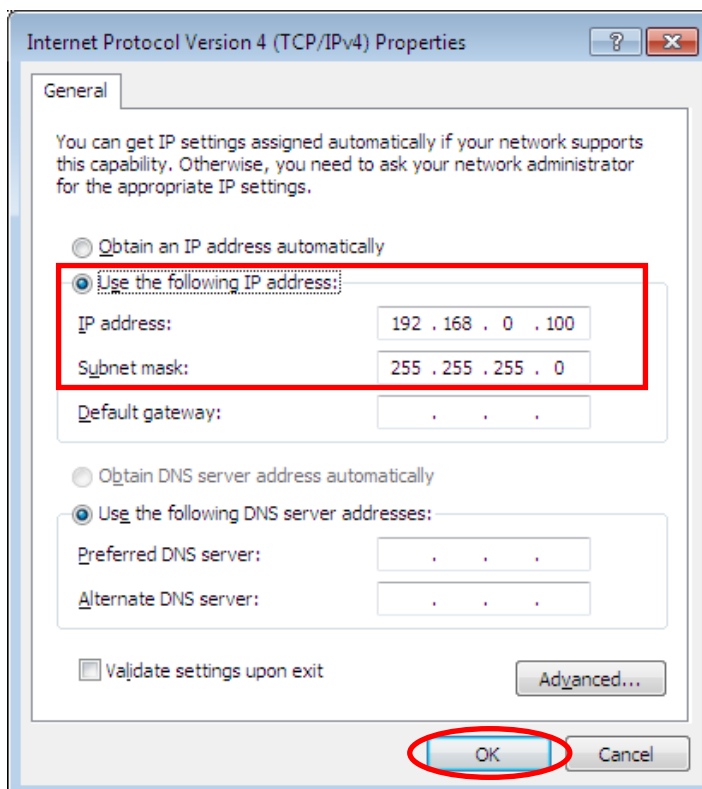 Internet Protocol Version 4 (TCP/IPv4) Properties
General
You can get IP settings assigned automatically if your network supports
this capability. Otherwise, you need to ask your network administrator
for the appropriate IP settings.
Obtain an IP address automatically
Use the following IP address:
IP address: 192 . 168 . 0 . 100
Subnet mask: 255 . 255 . 255 . 0
Default gateway: . . .
Obtain DNS server address automatically
Use the following DNS server addresses:
Preferred DNS server: . . .
Alternate DNS server: . . .
Validate settings upon exit
Advanced...
OK Cancel